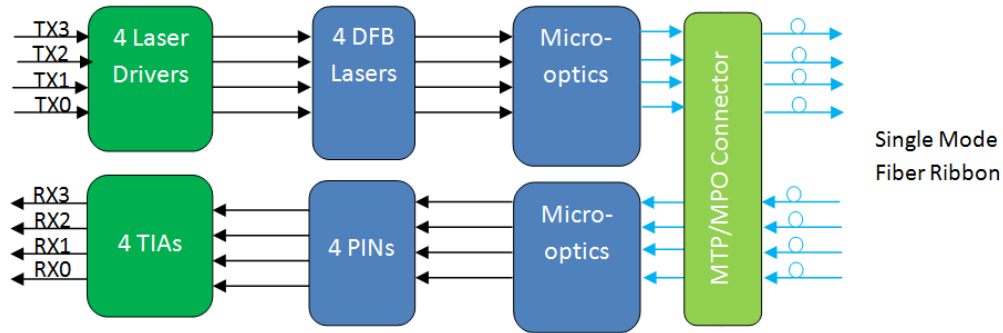 TX3
TX2
TX1
TX0
4 Laser
Drivers
4 DFB
Lasers
Micro-
optics
MTP/MPO Connector
Single Mode
Fiber Ribbon
RX3
RX2
RX1
RX0
4 TIAs
4 PINs
Micro-
optics